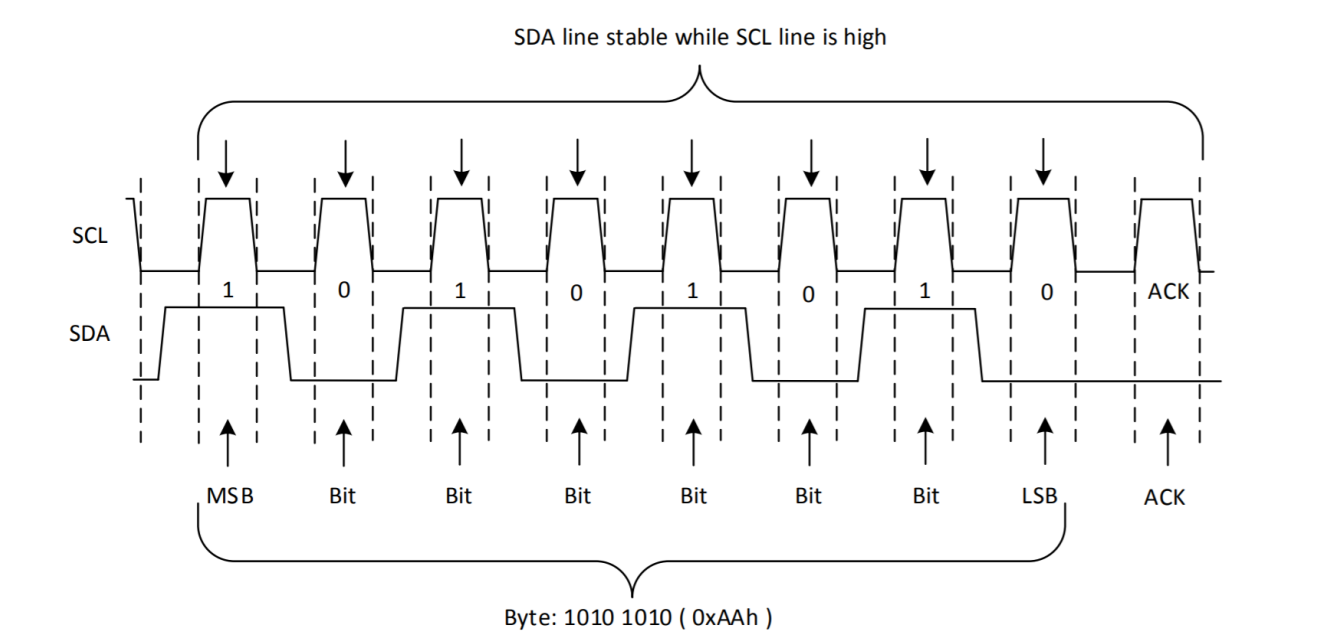 SDA line stable while SCL line is high
SCL
1 0 1 0 1 0 1 0 ACK
SDA
MSB Bit Bit Bit Bit Bit Bit LSB ACK
Byte: 1010 1010 ( 0xAAh )